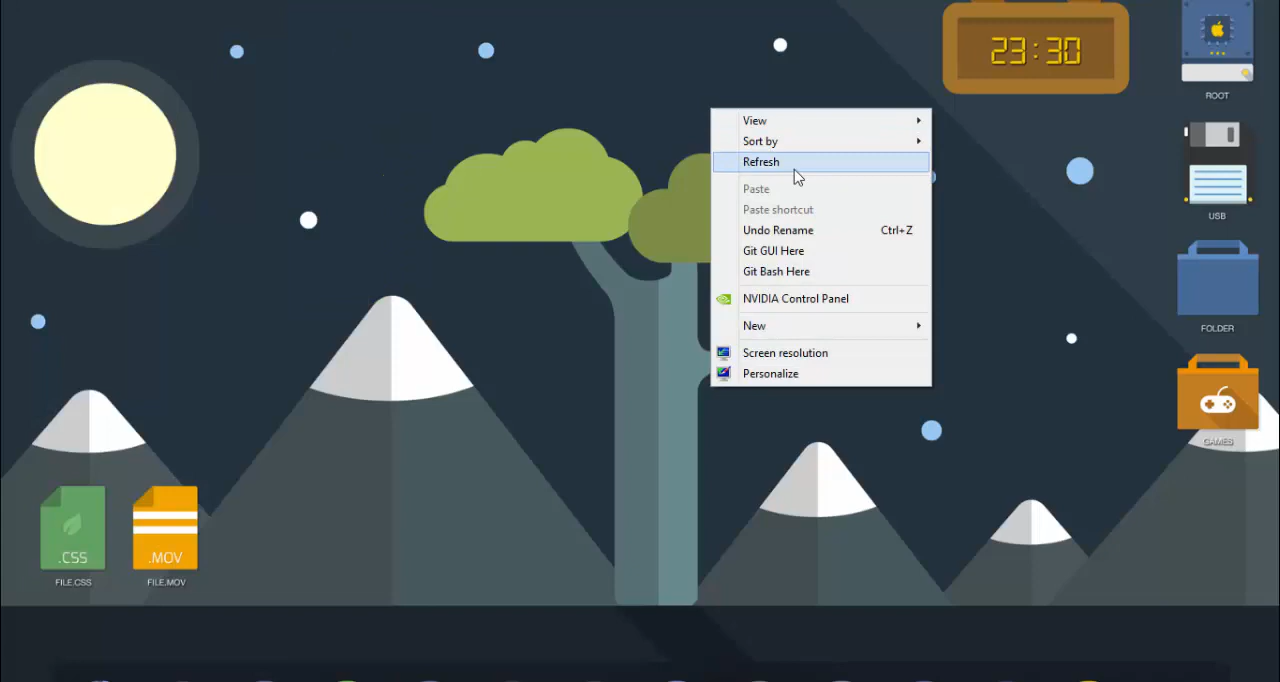 23:30
ROOT
USB
FOLDER
GAMES
View
Sort by
Refresh
Paste
Paste shortcut
Undo Rename Ctrl+Z
Git GUI Here
Git Bash Here
NVIDIA Control Panel
New
Screen resolution
Personalize
.CSS
FILE.CSS
.MOV
FILE.MOV